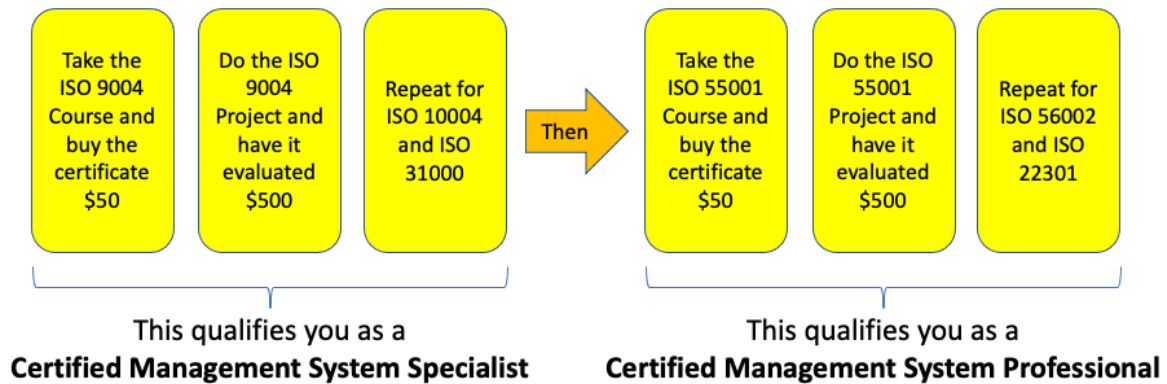 Take the
ISO 9004
Course and
buy the
certificate
$50
Do the ISO
9004
Project and
have it
evaluated
$500
Repeat for
ISO 10004
and ISO
31000
Then
Take the
ISO 55001
Course and
buy the
certificate
$50
Do the ISO
55001
Project and
have it
evaluated
$500
Repeat for
ISO 56002
and ISO
22301
This qualifies you as a
Certified Management System Specialist
This qualifies you as a
Certified Management System Professional